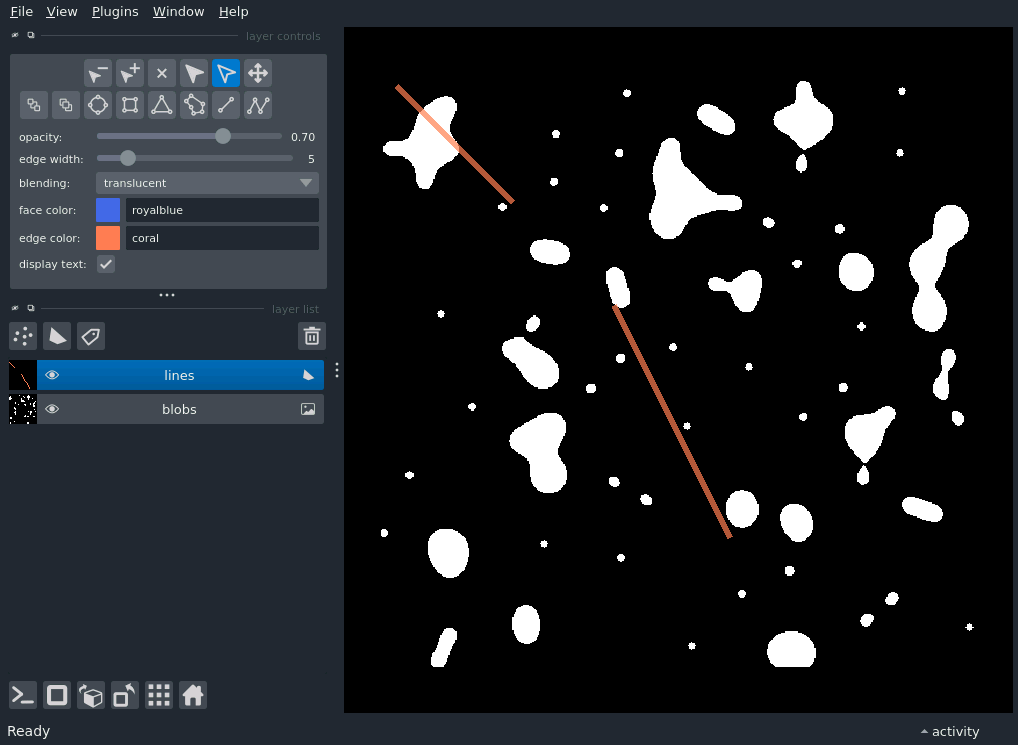 File View Plugins Window Help
layer controls
opacity: 0.70
edge width: 5
blending: translucent
face color: royalblue
edge color: coral
display text:
layer list
lines
blobs
Ready
activity